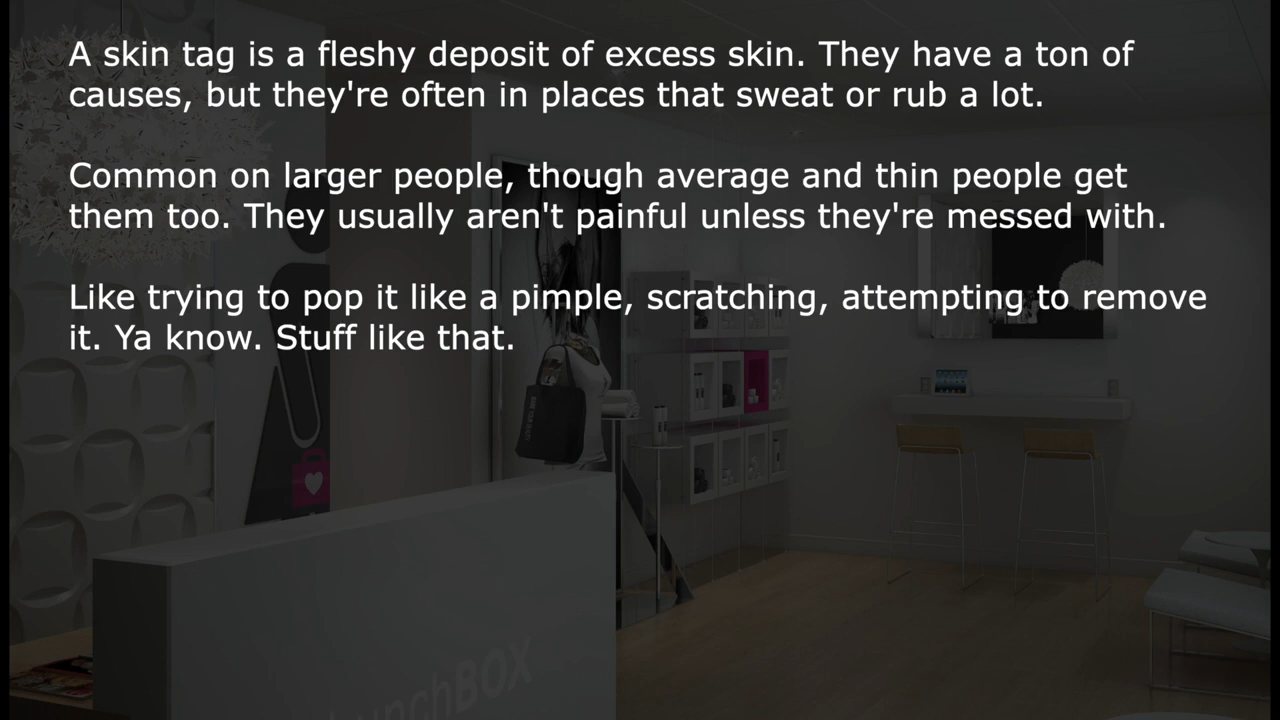 A skin tag is a fleshy deposit of excess skin. They have a ton of
causes, but they're often in places that sweat or rub a lot.
Common on larger people, though average and thin people get
them too. They usually aren't painful unless they're messed with.
Like trying to pop it like a pimple, scratching, attempting to remove
it. Ya know. Stuff like that.